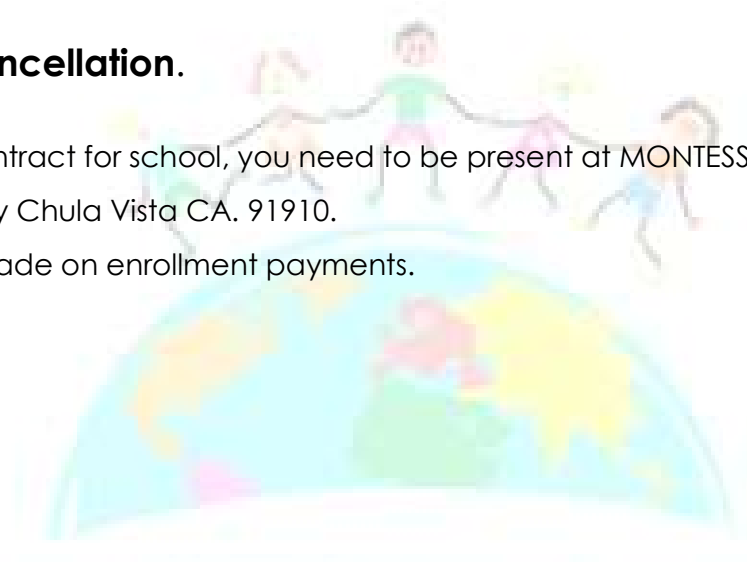 ncellation.
ntract for school, you need to be present at MONTESS
y Chula Vista CA. 91910.
ade on enrollment payments.